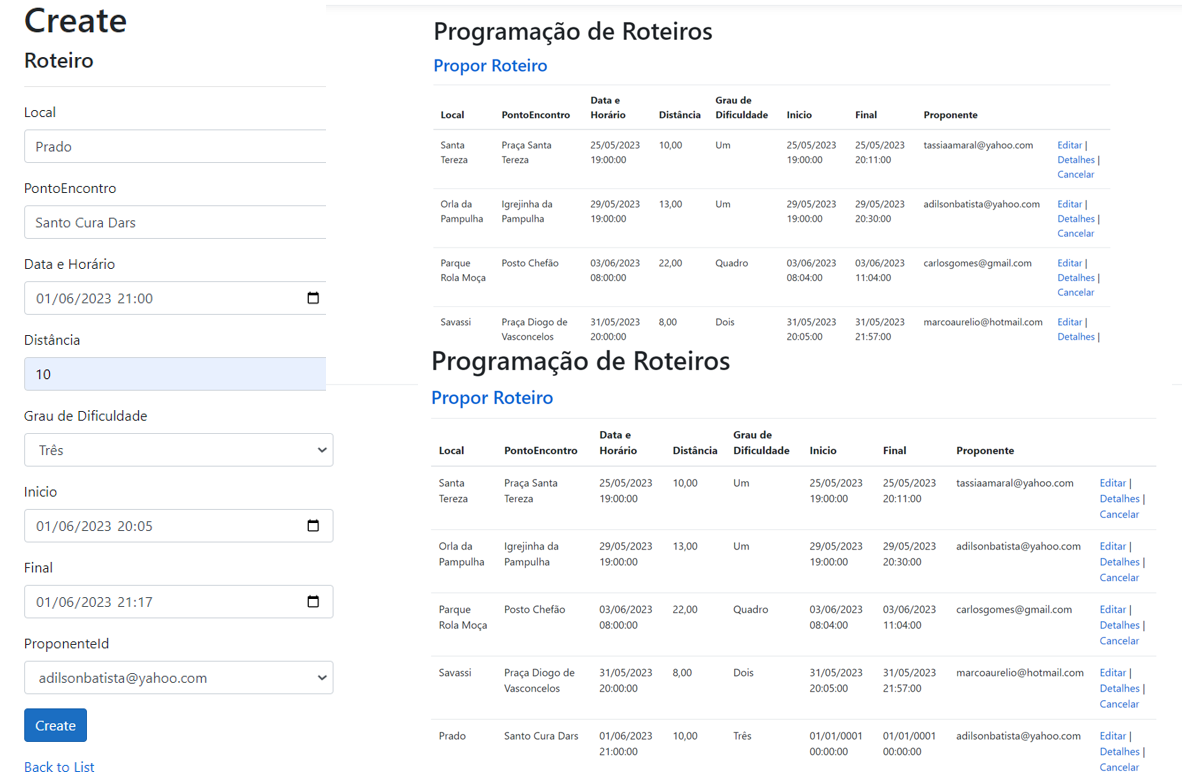 Create
Roteiro
Local
Prado
PontoEncontro
Santo Cura Dars
Data e Horário
01/06/2023 21:00
Distância
10
Grau de Dificuldade
Três
Inicio
01/06/2023 20:05
Final
01/06/2023 21:17
ProponenteId
adilsonbatista@yahoo.com
Create
Back to List
Programação de Roteiros
Propor Roteiro
Data e Grau de
Local PontoEncontro Horário Distância Dificuldade Inicio Final Proponente
Santa Praça Santa 25/05/2023 10,00 Um 25/05/2023 25/05/2023 tassiaamaral@yahoo.com Editar |
Tereza Tereza 19:00:00 19:00:00 20:11:00 Detalhes |
Cancelar
Orla da Igrejinha da 29/05/2023 13,00 Um 29/05/2023 29/05/2023 adilsonbatista@yahoo.com Editar |
Pampulha Pampulha 19:00:00 19:00:00 20:30:00 Detalhes |
Cancelar
Parque Posto Chefão 03/06/2023 22,00 Quadro 03/06/2023 03/06/2023 carlosgomes@gmail.com Editar |
Rola Moça 08:00:00 08:04:00 11:04:00 Detalhes |
Cancelar
Savassi Praça Diogo de 31/05/2023 8,00 Dois 31/05/2023 31/05/2023 marcoaurelio@hotmail.com Editar |
Vasconcelos 20:00:00 20:05:00 21:57:00 Detalhes |
Programação de Roteiros
Propor Roteiro
Data e Grau de
Local PontoEncontro Horário Distância Dificuldade Inicio Final Proponente
Santa Praça Santa 25/05/2023 10,00 Um 25/05/2023 25/05/2023 tassiaamaral@yahoo.com Editar |
Tereza Tereza 19:00:00 19:00:00 20:11:00 Detalhes |
Cancelar
Orla da Igrejinha da 29/05/2023 13,00 Um 29/05/2023 29/05/2023 adilsonbatista@yahoo.com Editar |
Pampulha Pampulha 19:00:00 19:00:00 20:30:00 Detalhes |
Cancelar
Parque Posto Chefão 03/06/2023 22,00 Quadro 03/06/2023 03/06/2023 carlosgomes@gmail.com Editar |
Rola Moça 08:00:00 08:04:00 11:04:00 Detalhes |
Cancelar
Savassi Praça Diogo de 31/05/2023 8,00 Dois 31/05/2023 31/05/2023 marcoaurelio@hotmail.com Editar |
Vasconcelos 20:00:00 20:05:00 21:57:00 Detalhes |
Cancelar
Prado Santo Cura Dars 01/06/2023 10,00 Três 01/01/0001 01/01/0001 adilsonbatista@yahoo.com Editar |
21:00:00 00:00:00 00:00:00 Detalhes |
Cancelar